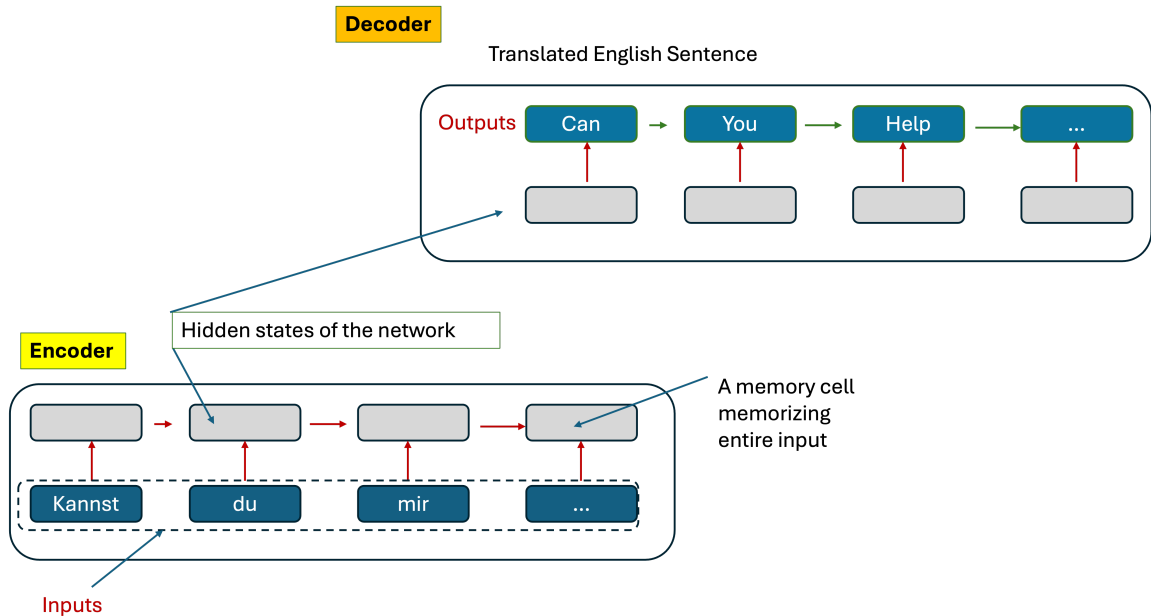 Decoder
Translated English Sentence
Outputs
Can
You
Help
...
Hidden states of the network
Encoder
A memory cell
memorizing
entire input
Kannst
du
mir
...
Inputs